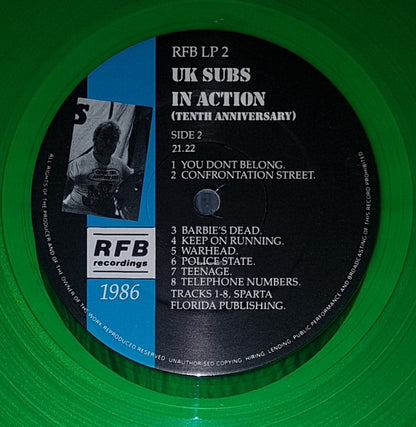 RFB LP 2
UK SUBS
IN ACTION
(TENTH ANNIVERSARY)
SIDE 2
21.22
1 YOU DONT BELONG.
2 CONFRONTATION STREET.
3 BARBIE'S DEAD.
4 KEEP ON RUNNING.
5 WARHEAD.
6 POLICE STATE.
7 TEENAGE.
8 TELEPHONE NUMBERS.
TRACKS 1-8, SPARTA
FLORIDA PUBLISHING.
RFB
recordings
1986
ALL RIGHTS OF THE PRODUCER AND OF THE OWNER OF THE WORK REPRODUCED RESERVED. UNAUTHORISED COPYING, HIRING, LENDING, PUBLIC PERFORMANCE AND BROADCASTING OF THIS RECORD PROHIBITED